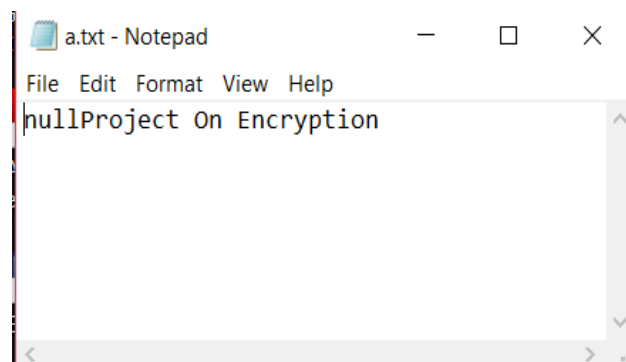 a.txt - Notepad
File Edit Format View Help
nullProject On Encryption